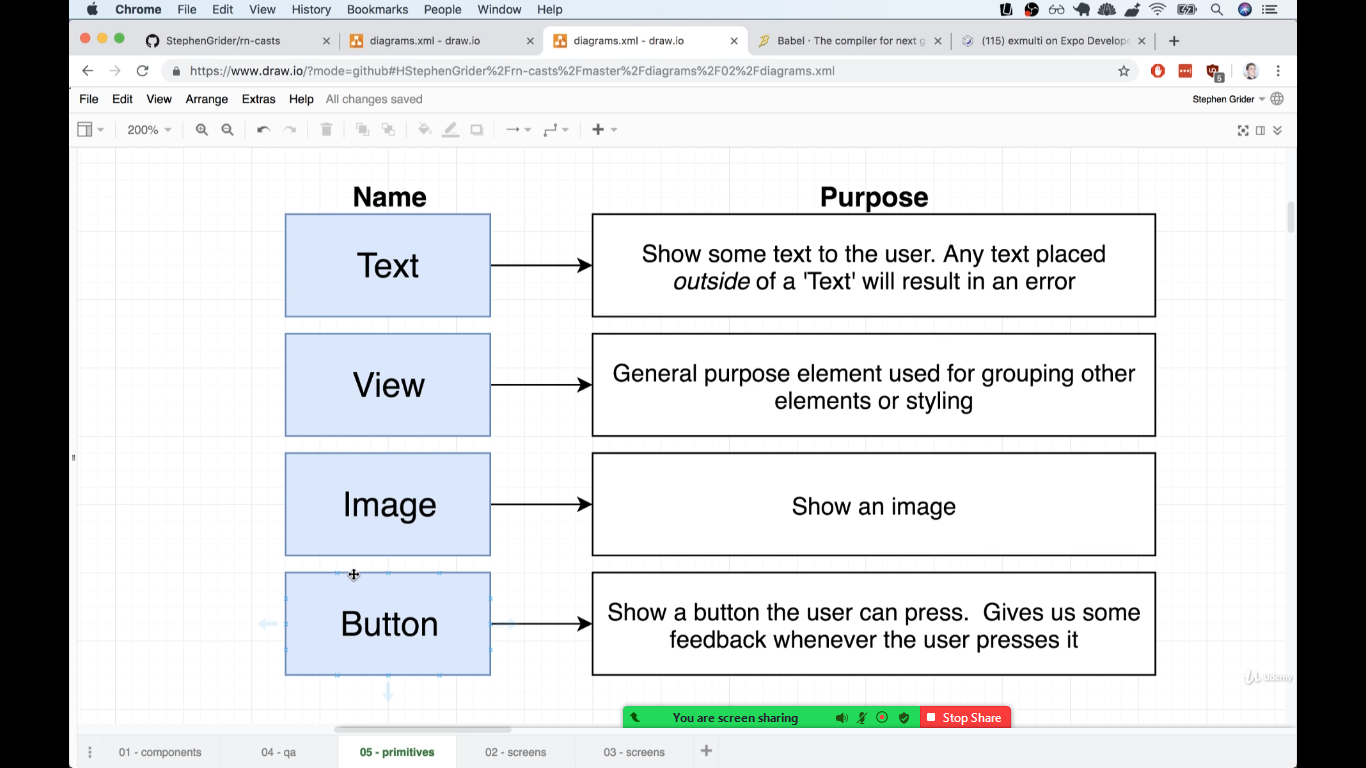 Chrome File Edit View History Bookmarks People Window Help
StephenGrider/rn-casts
diagrams.xml - draw.io
diagrams.xml - draw.io
Babel · The compiler for next g
(115) exmulti on Expo Develope
https://www.draw.io/?mode=github#HStephenGrider%2Frn-casts%2Fmaster%2Fdiagrams%2F02%2Fdiagrams.xml
5
File Edit View Arrange Extras Help All changes saved
Stephen Grider
200%
Name Purpose
Text
Show some text to the user. Any text placed
outside of a 'Text' will result in an error
View
General purpose element used for grouping other
elements or styling
Image
Show an image
Button
Show a button the user can press. Gives us some
feedback whenever the user presses it
Udemy
You are screen sharing
Stop Share
01 - components
04 - qa
05 - primitives
02 - screens
03 - screens